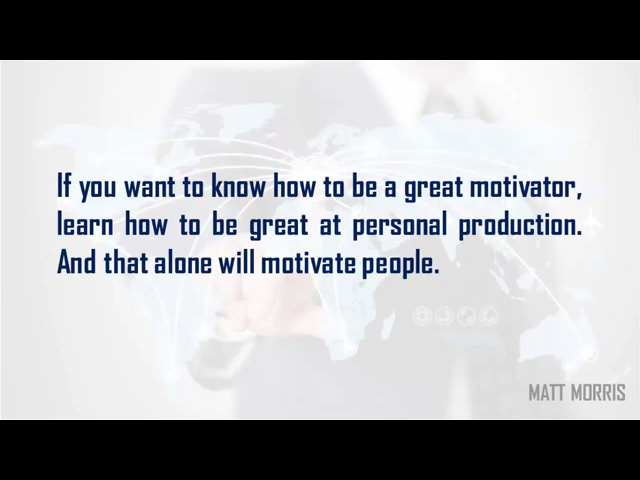 If you want to know how to be a great motivator,
learn how to be great at personal production.
And that alone will motivate people.
MATT MORRIS